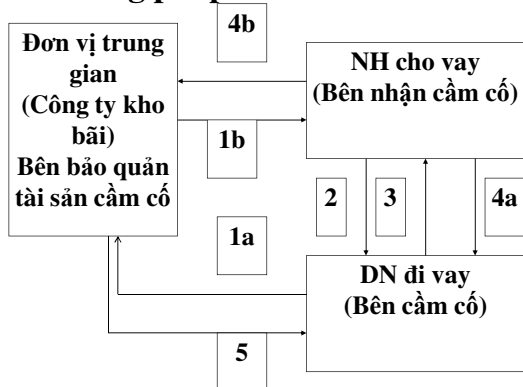 4b
Đơn vị trung
gian
(Công ty kho
bãi)
Bên bảo quản
tài sản cầm cố
NH cho vay
(Bên nhận cầm cố)
1b
2
3
4a
1a
DN đi vay
(Bên cầm cố)
5